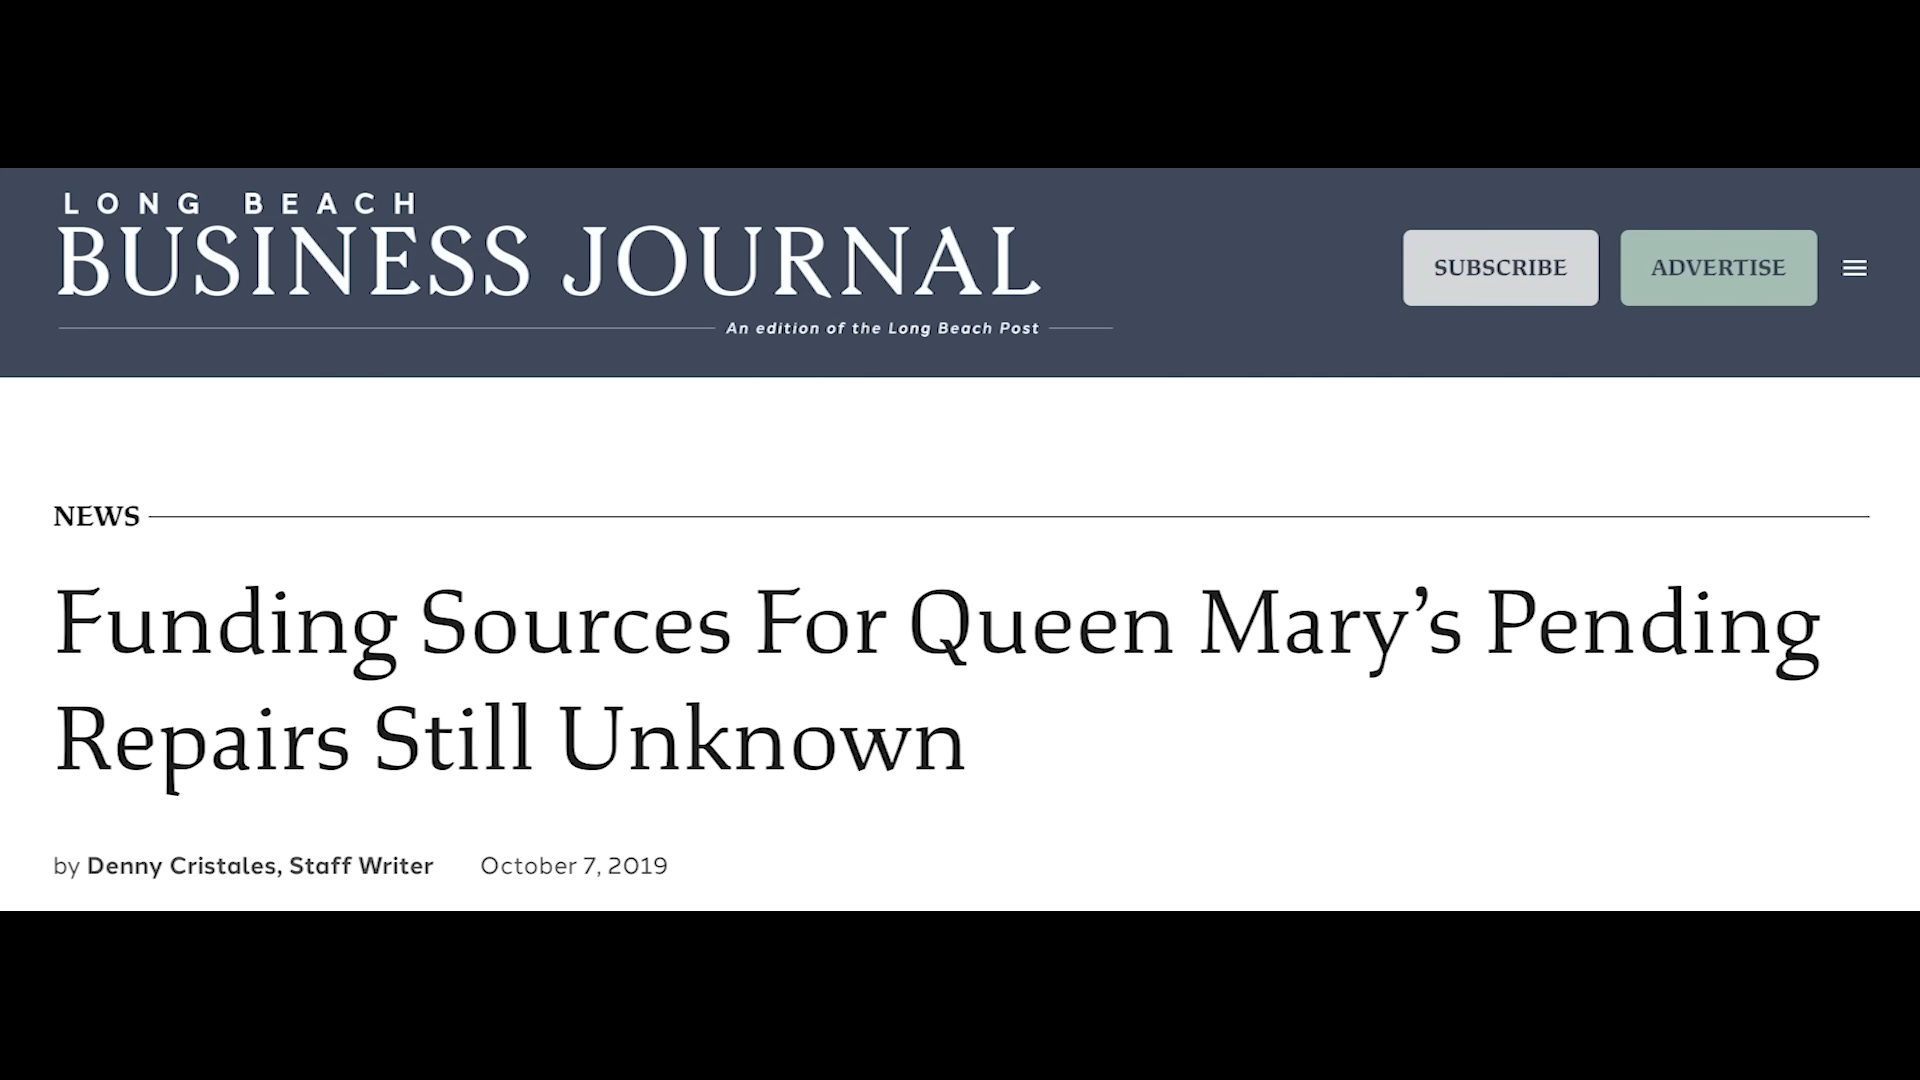 LONG BEACH
BUSINESS JOURNAL
An edition of the Long Beach Post
SUBSCRIBE
ADVERTISE
NEWS
Funding Sources For Queen Mary’s Pending
Repairs Still Unknown
by Denny Cristales, Staff Writer October 7, 2019